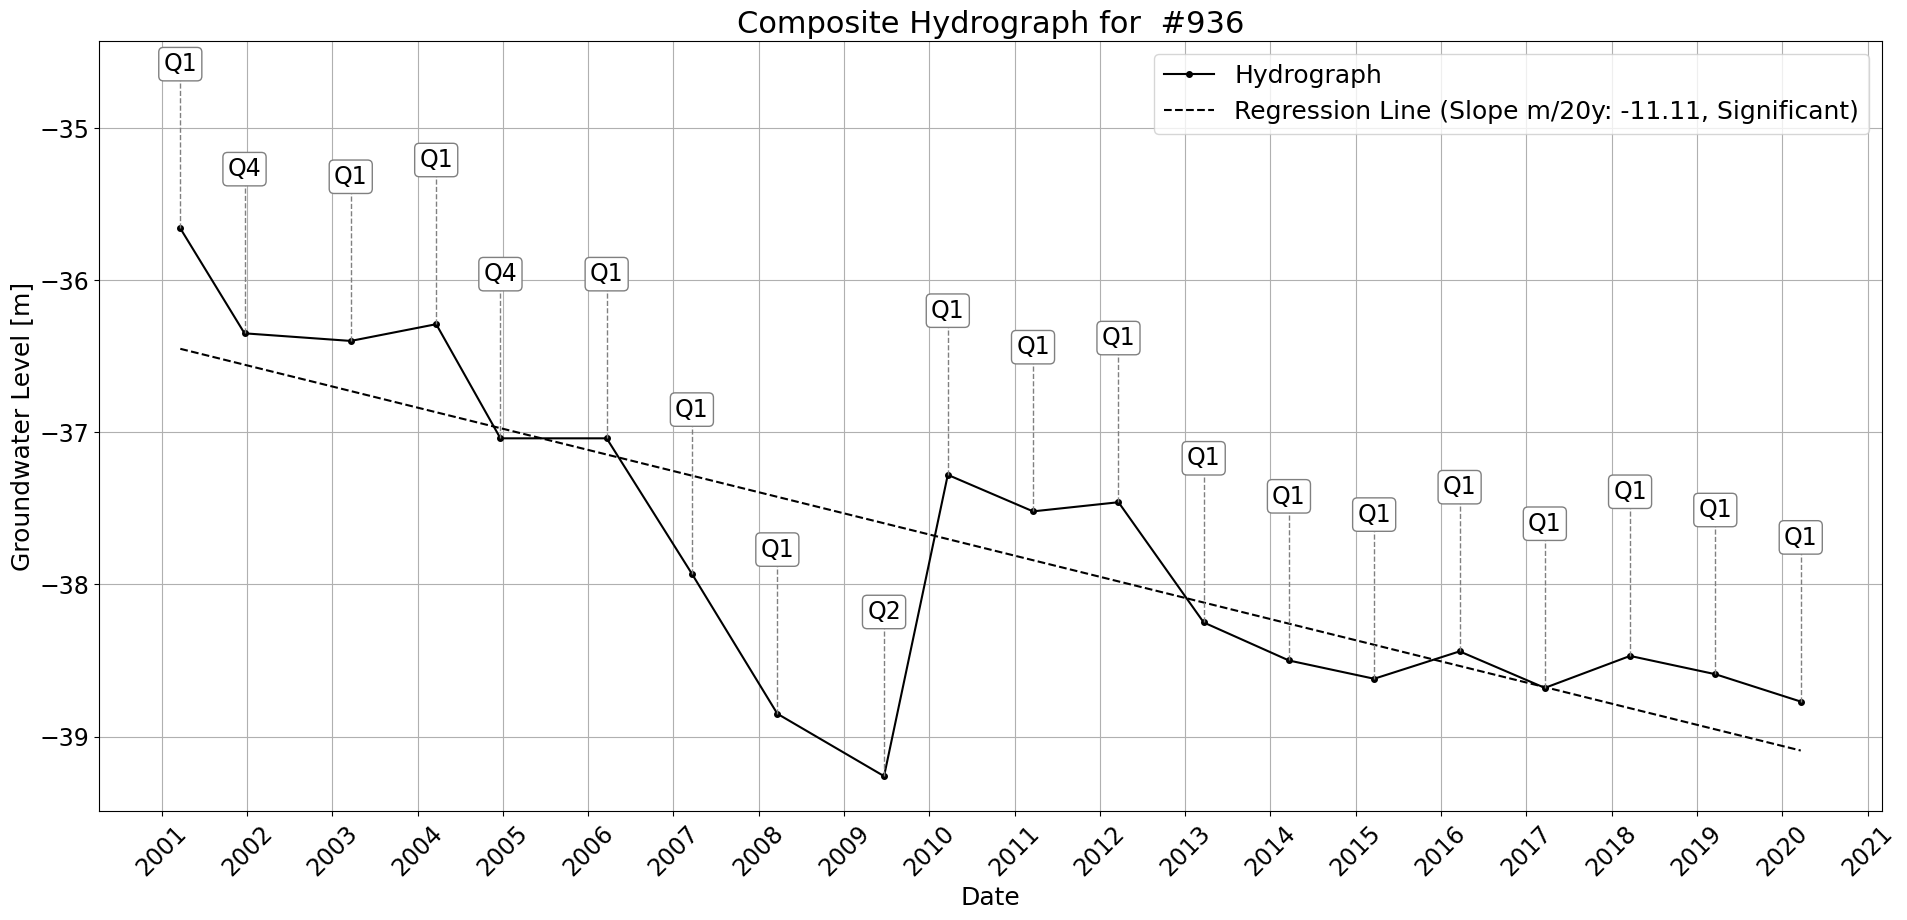 Composite Hydrograph for  #936
Hydrograph
Regression Line (Slope m/20y: -11.11, Significant)
Groundwater Level [m]
−35
−36
−37
−38
−39
Q1
Q4
Q1
Q1
Q4
Q1
Q1
Q1
Q2
Q1
Q1
Q1
Q1
Q1
Q1
Q1
Q1
Q1
Q1
Q1
2001
2002
2003
2004
2005
2006
2007
2008
2009
2010
2011
2012
2013
2014
2015
2016
2017
2018
2019
2020
2021
Date